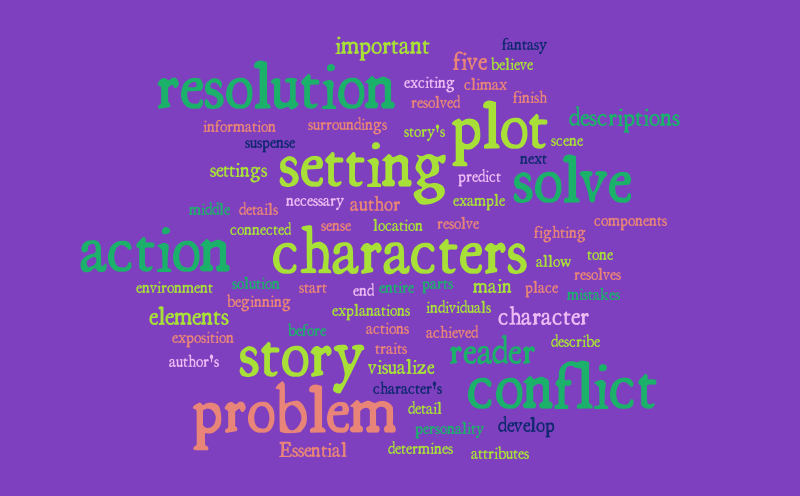 important fantasy
five believe
resolution exciting climax
resolved finish
information surroundings story's plot descriptions
suspense scene
settings setting predict next solve
middle details necessary author example
connected sense location resolve fighting components
action characters allow tone
resolves
environment solution start end entire parts main place mistakes
beginning explanations individuals
elements character
exposition before actions achieved describe
author's story traits visualize reader
character's conflict
problem detail
personality develop
Essential determines attributes